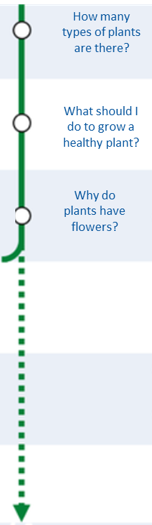 How many
types of plants
are there?
What should I
do to grow a
healthy plant?
Why do
plants have
flowers?